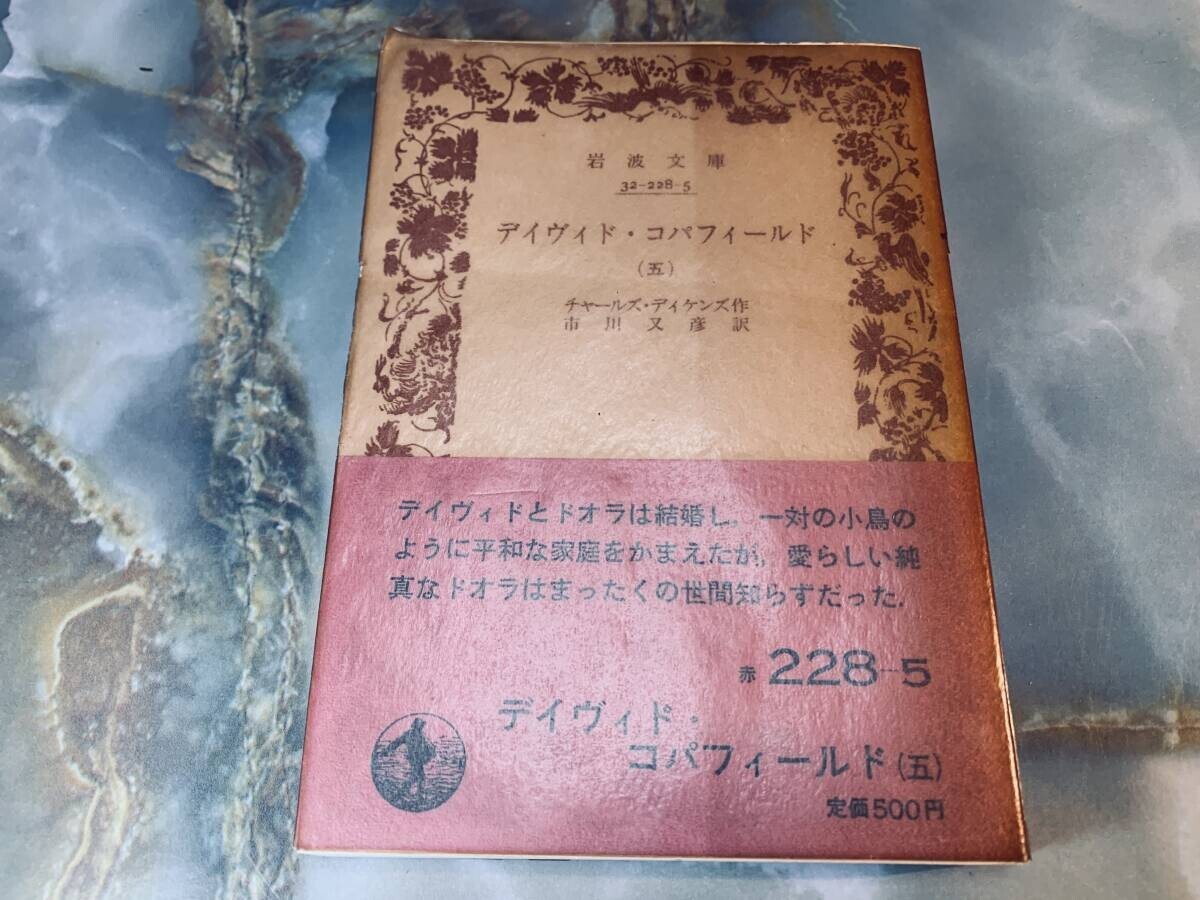 岩波文庫
32-228-5
デイヴィド・コパフィールド
(五)
チャールズ・ディケンズ作
市川又彦訳
デイヴィドとドオラは結婚し，一対の小鳥の
ように平和な家庭をかまえたが，愛らしい純
真なドオラはまったくの世間知らずだった．
赤 228-5
デイヴィド・
コパフィールド(五)
定価500円